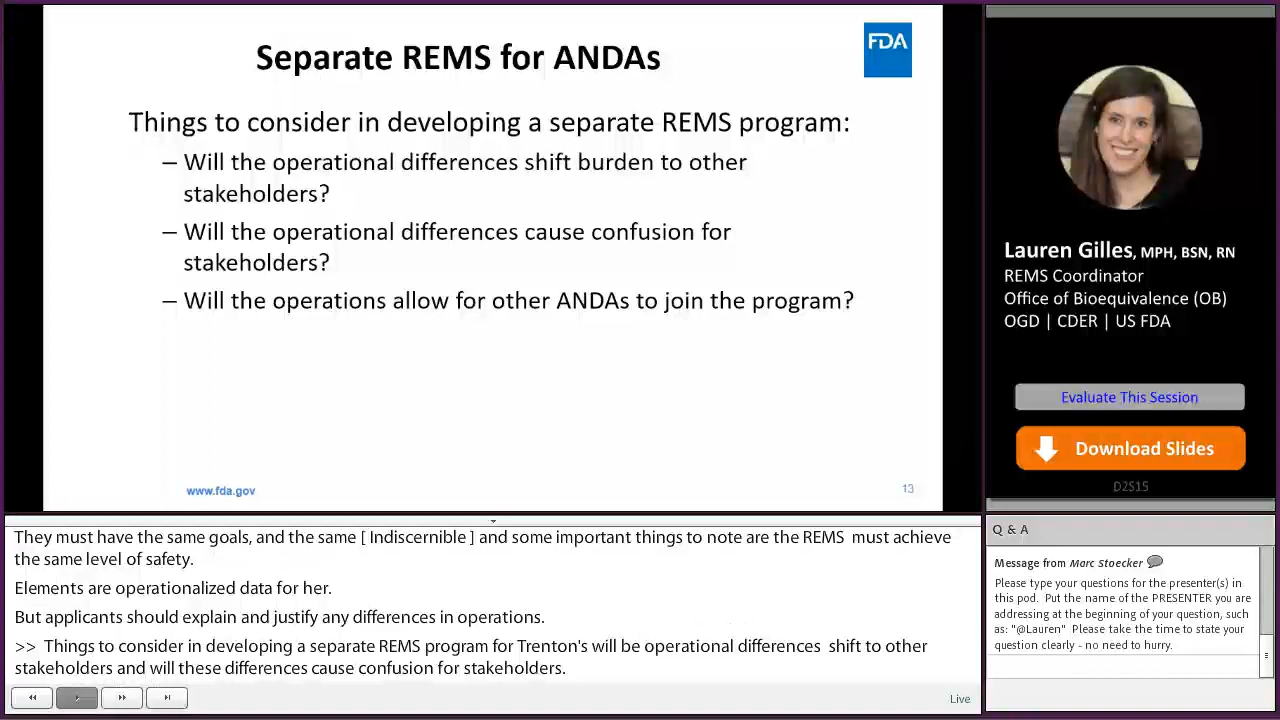 Separate REMS for ANDAs
FDA
Things to consider in developing a separate REMS program:
– Will the operational differences shift burden to other
stakeholders?
– Will the operational differences cause confusion for
stakeholders?
– Will the operations allow for other ANDAs to join the program?
www.fda.gov
13
Lauren Gilles, MPH, BSN, RN
REMS Coordinator
Office of Bioequivalence (OB)
OGD | CDER | US FDA
Evaluate This Session
Download Slides
D2S15
They must have the same goals, and the same [ Indiscernible ] and some important things to note are the REMS must achieve
the same level of safety.
Elements are operationalized data for her.
But applicants should explain and justify any differences in operations.
>> Things to consider in developing a separate REMS program for Trenton's will be operational differences shift to other
stakeholders and will these differences cause confusion for stakeholders.
Live
Q & A
Message from Marc Stoecker
Please type your questions for the presenter(s) in
this pod. Put the name of the PRESENTER you are
addressing at the beginning of your question, such
as: "@Lauren" Please take the time to state your
question clearly - no need to hurry.